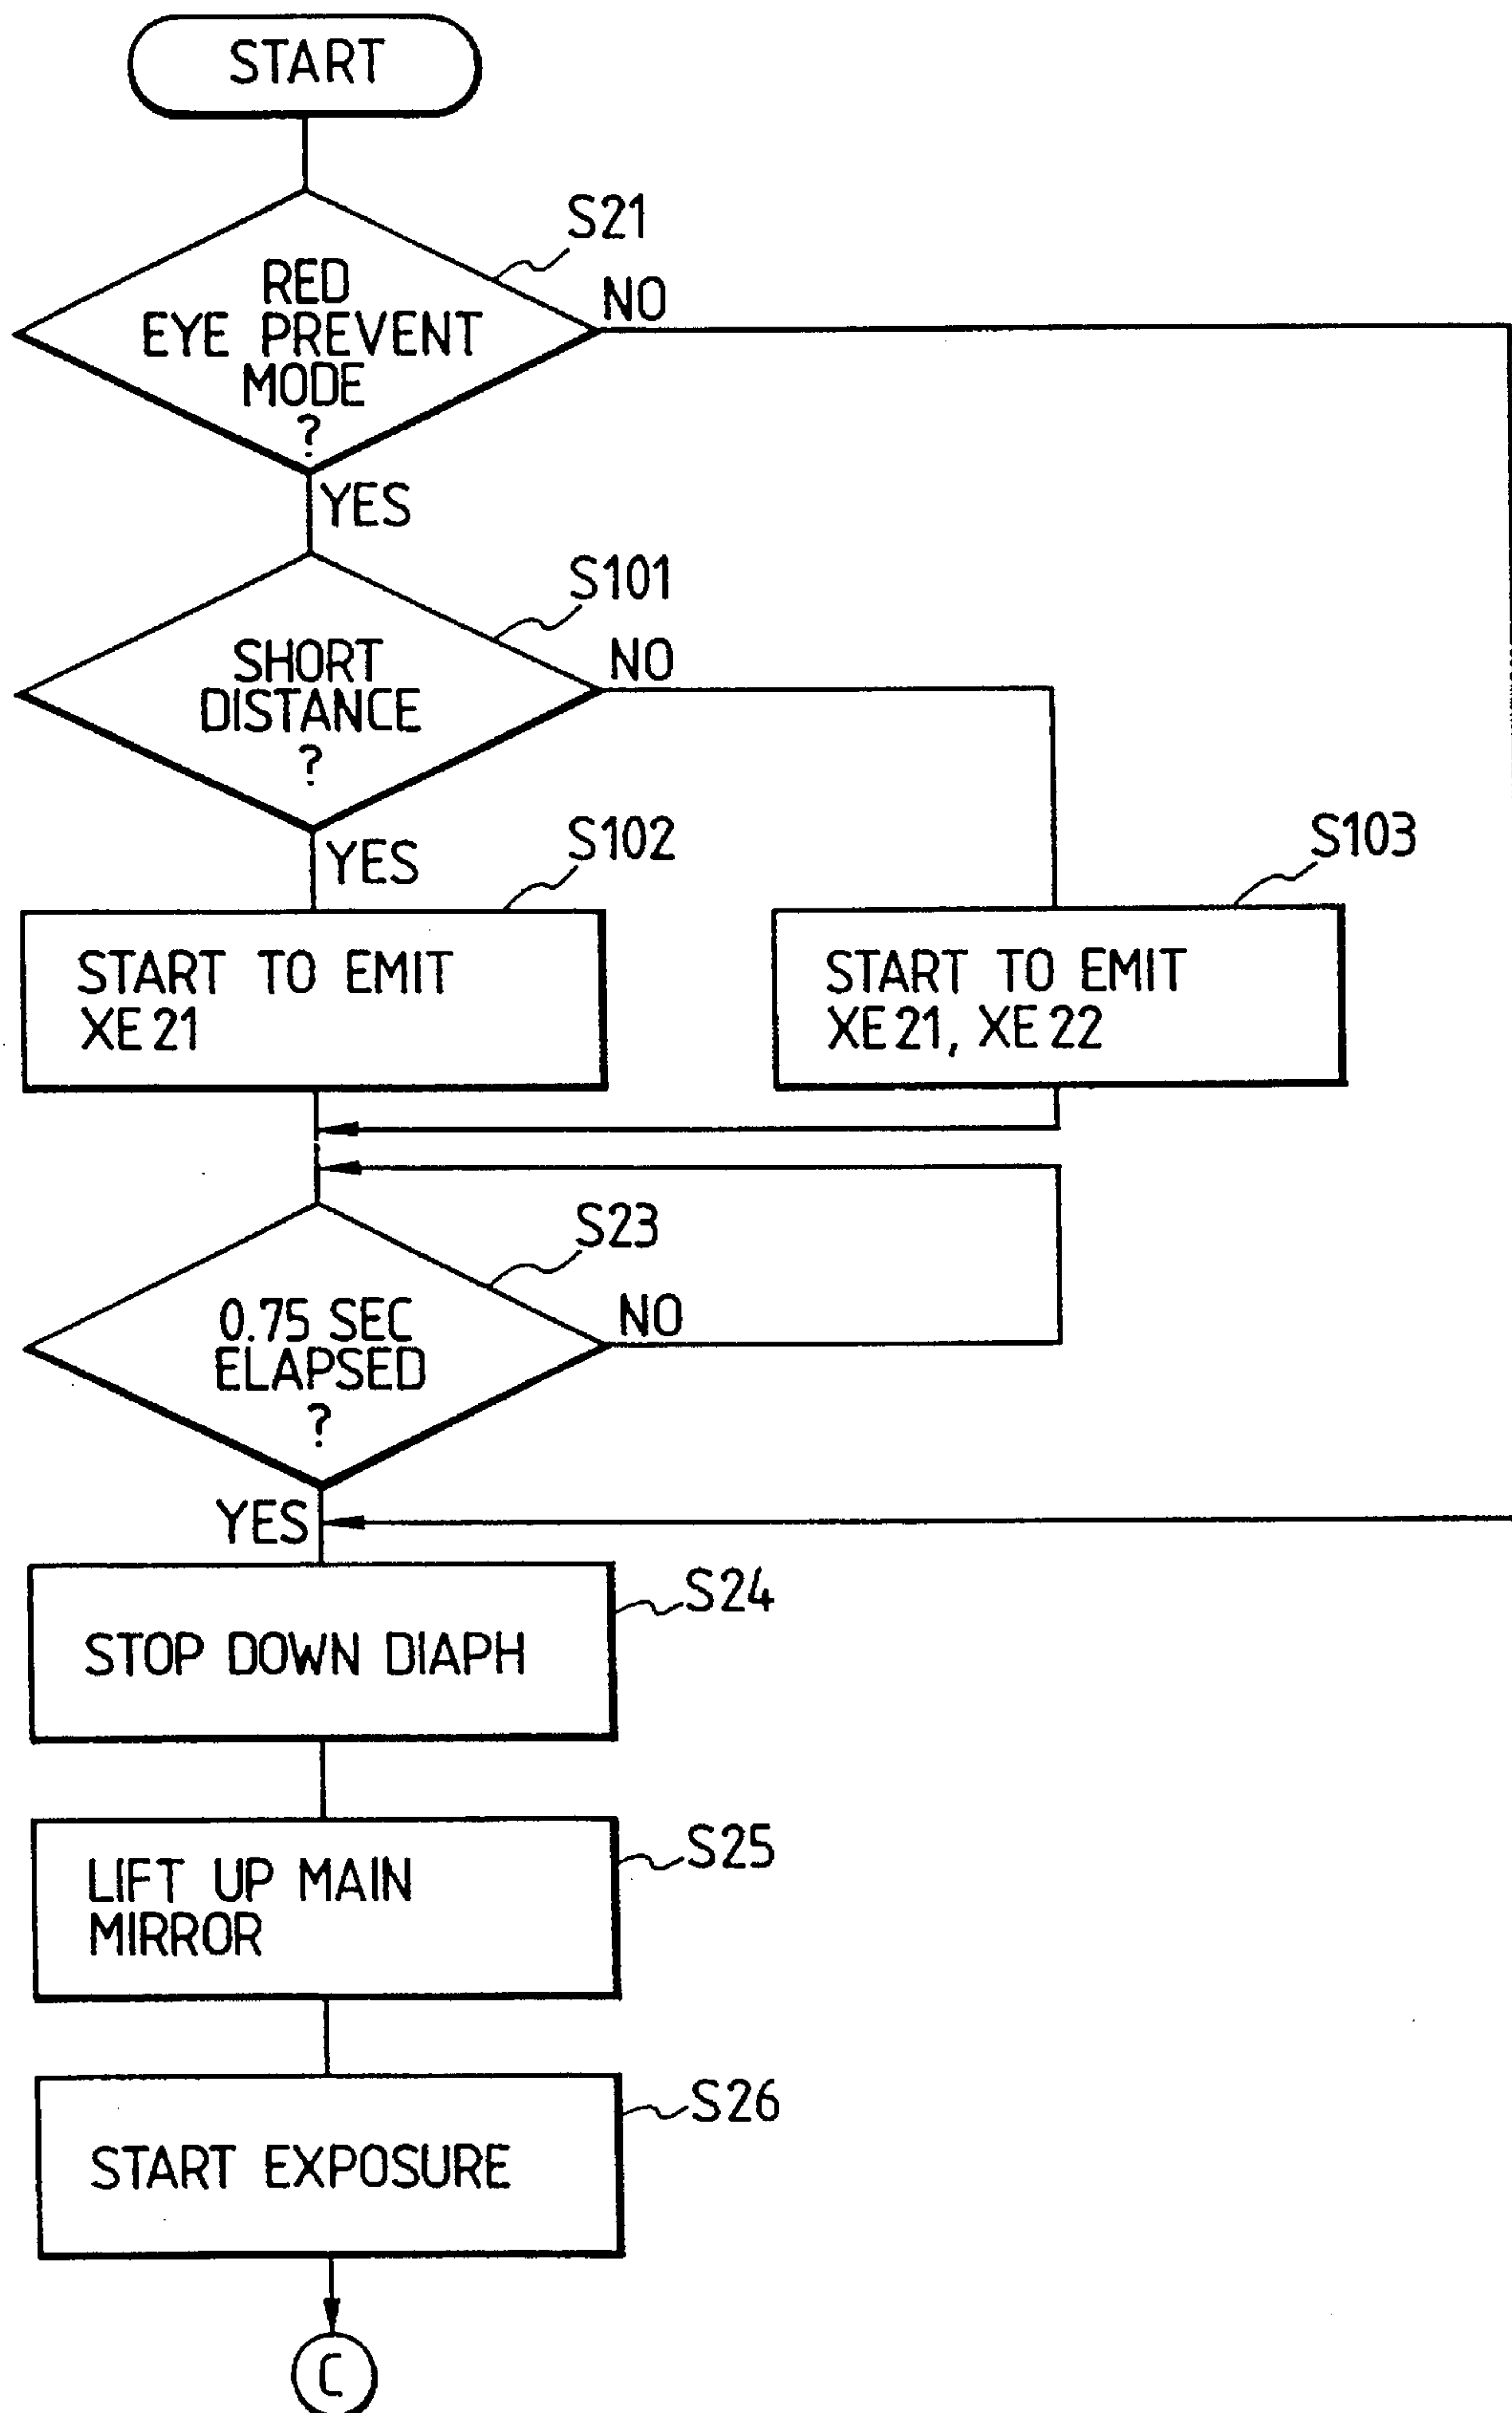 START
S21
RED
EYE PREVENT
MODE
?
NO
YES
S101
SHORT
DISTANCE
?
NO
YES
S102
START TO EMIT
XE21
S103
START TO EMIT
XE21, XE22
S23
0.75 SEC
ELAPSED
?
NO
YES
S24
STOP DOWN DIAPH
S25
LIFT UP MAIN
MIRROR
S26
START EXPOSURE
C